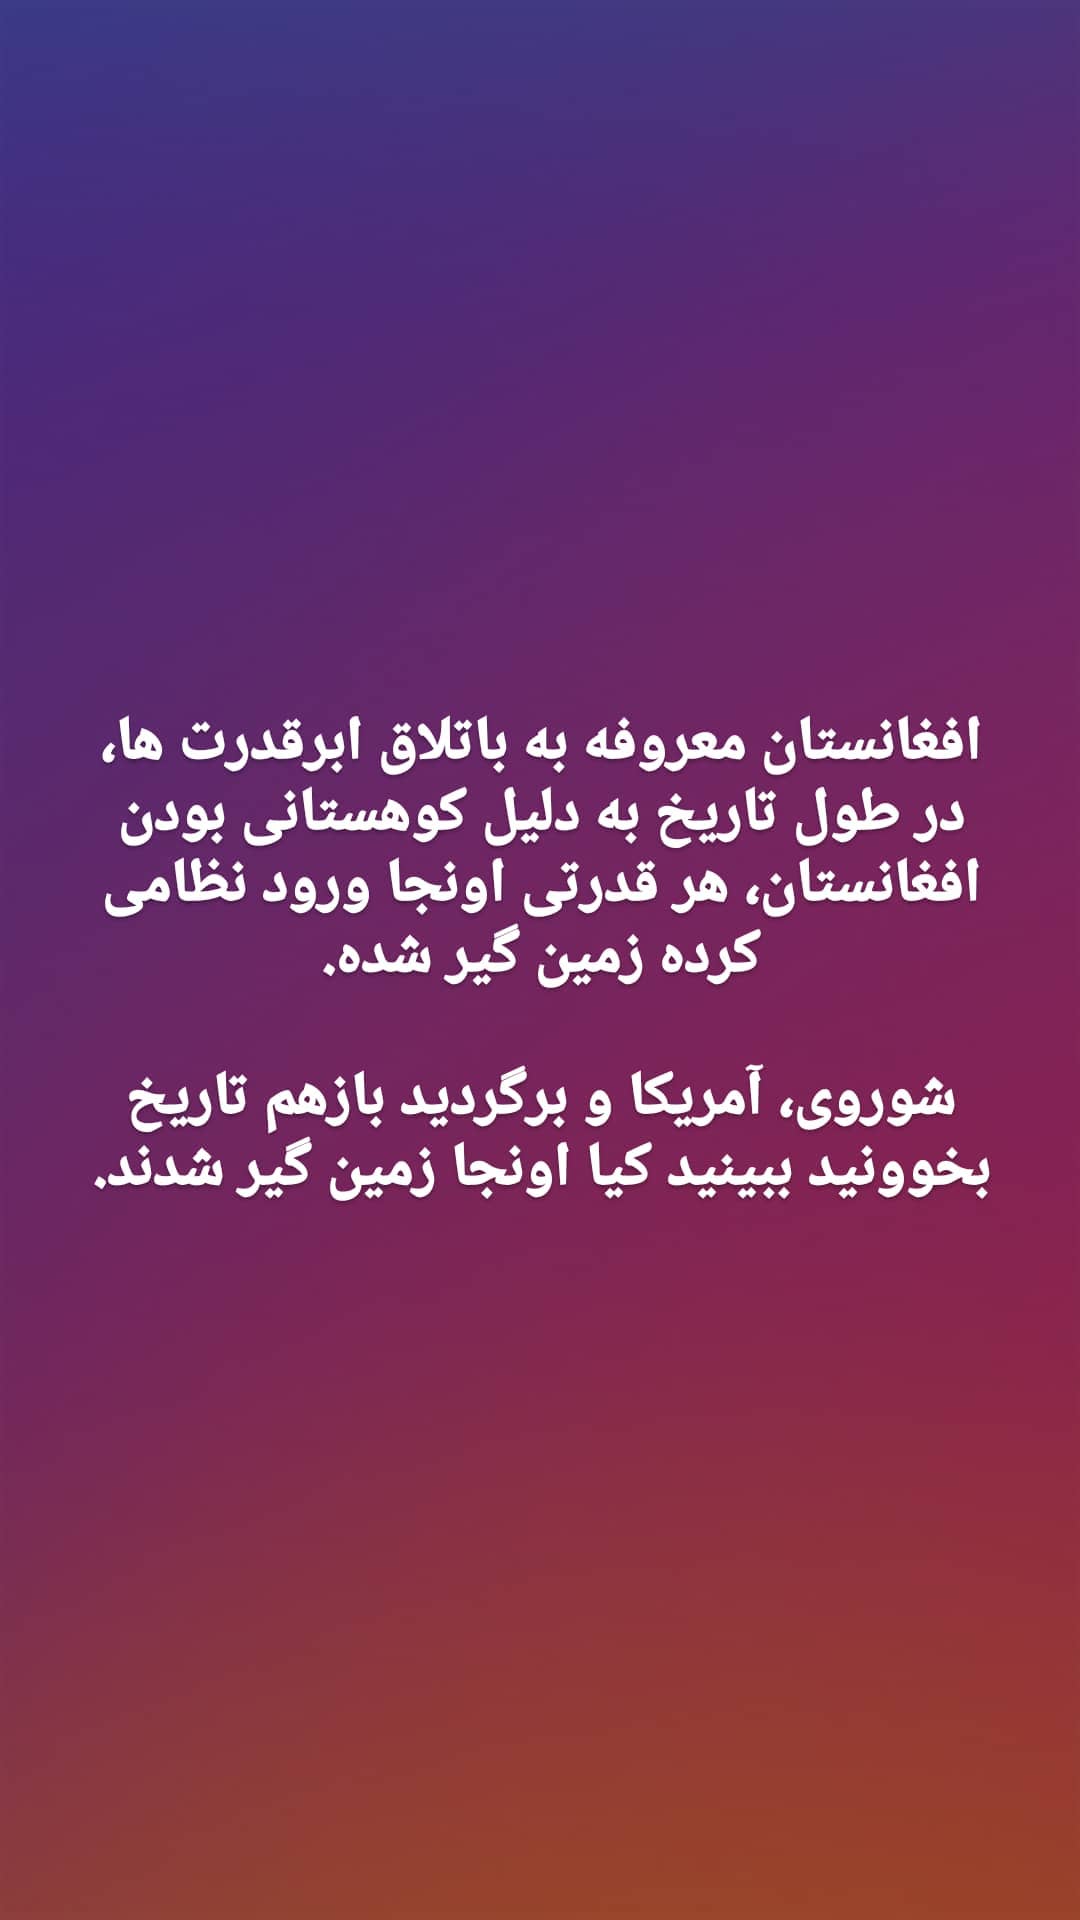 افغانستان معروفه به باتلاق ابرقدرت ها،
در طول تاریخ به دلیل کوهستانی بودن
افغانستان، هر قدرتی اونجا ورود نظامی
کرده زمین گیر شده.
شوروی، آمریکا و برگردید بازهم تاریخ
بخوونید ببینید کیا اونجا زمین گیر شدند.